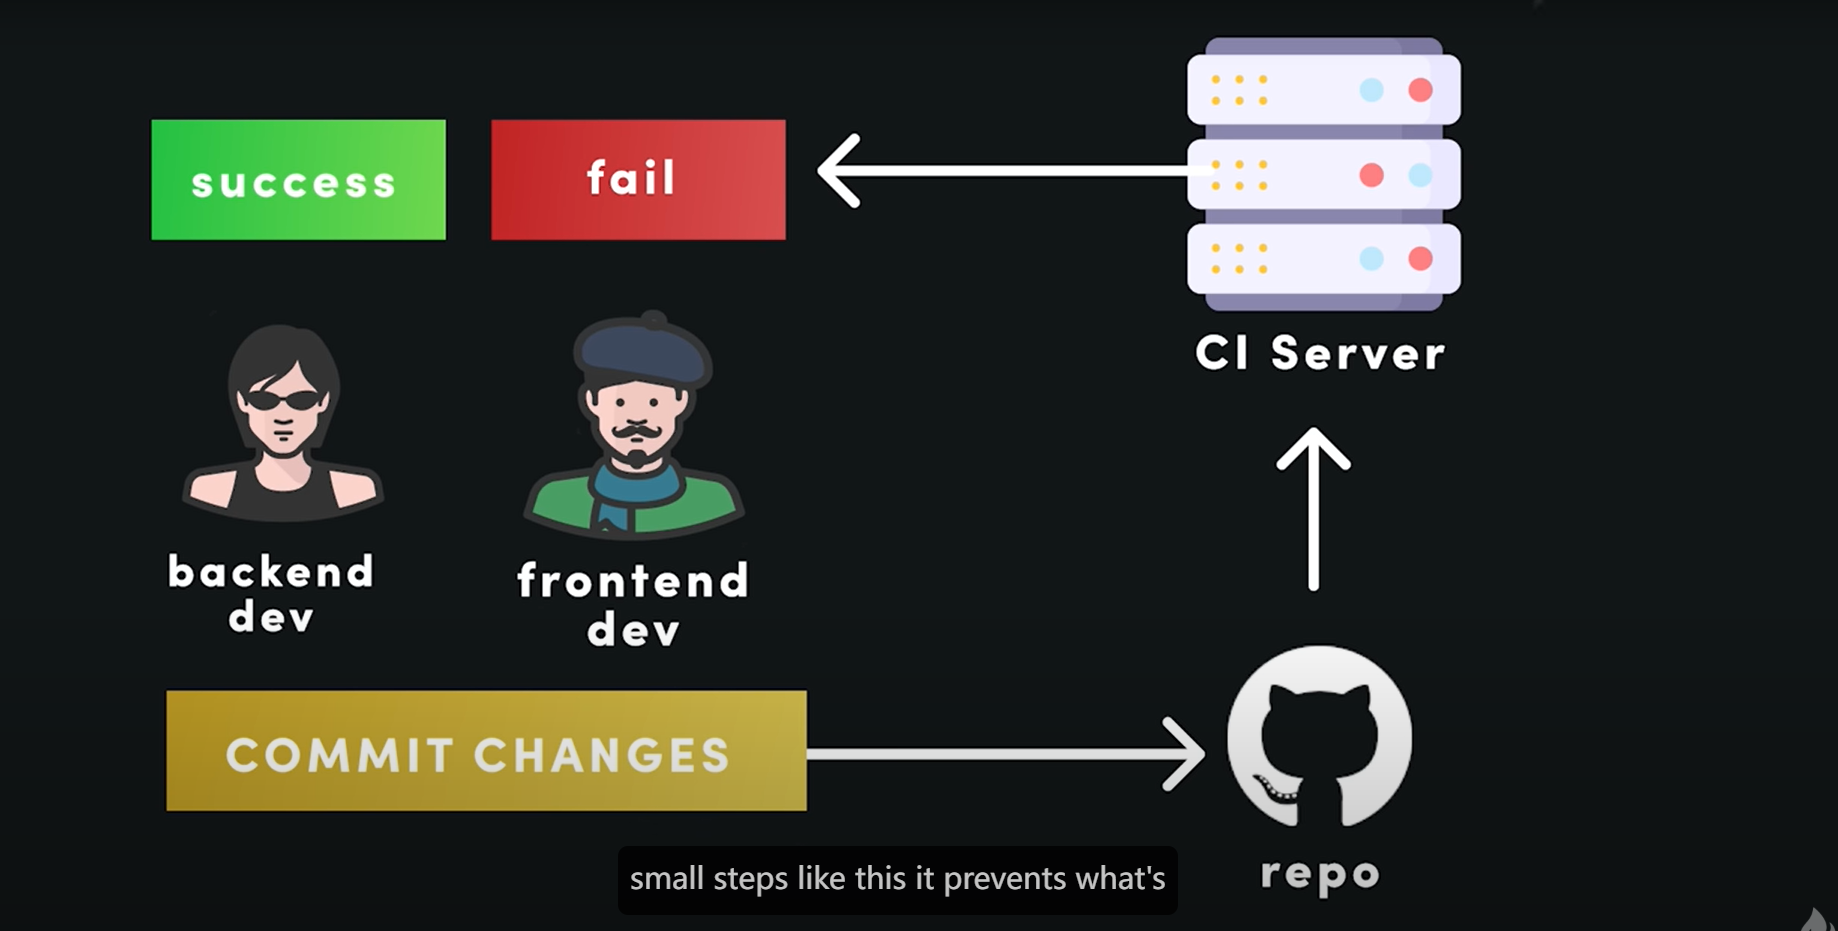 success
fail
CI Server
backend
dev
frontend
dev
COMMIT CHANGES
repo
small steps like this it prevents what's